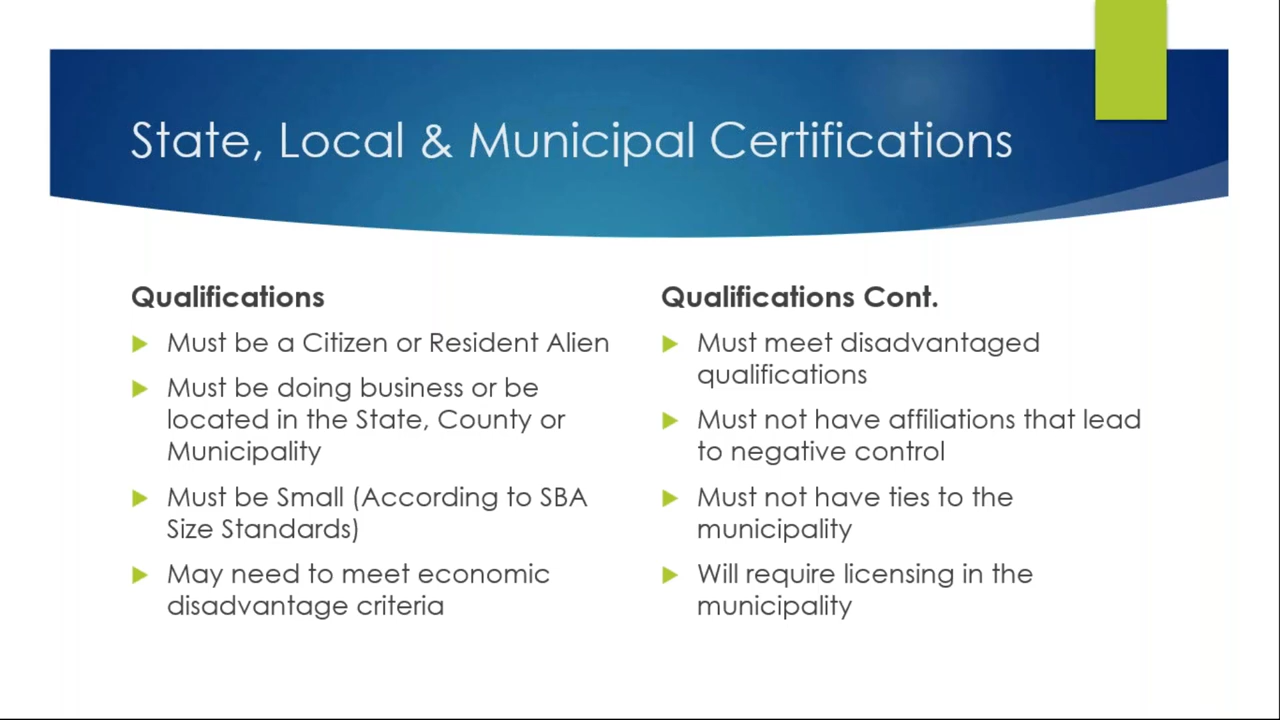 State, Local & Municipal Certifications
Qualifications
Must be a Citizen or Resident Alien
Must be doing business or be
located in the State, County or
Municipality
Must be Small (According to SBA
Size Standards)
May need to meet economic
disadvantage criteria
Qualifications Cont.
Must meet disadvantaged
qualifications
Must not have affiliations that lead
to negative control
Must not have ties to the
municipality
Will require licensing in the
municipality